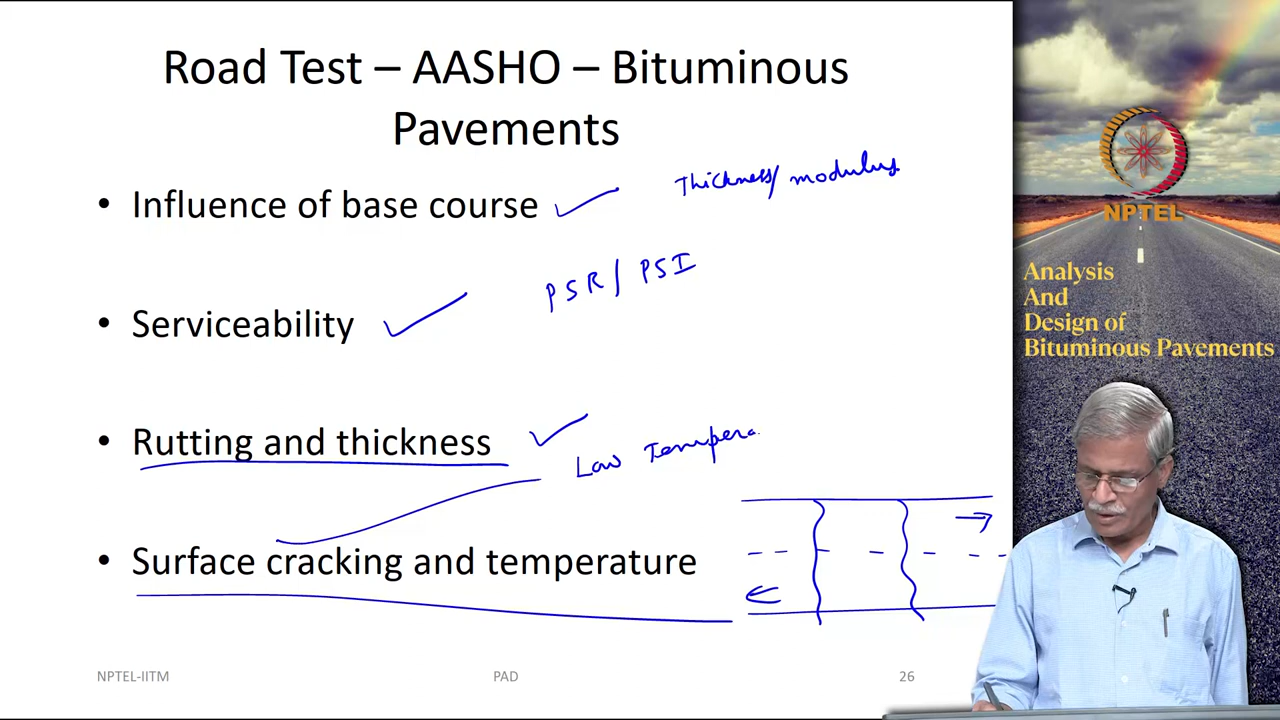 Road Test – AASHO – Bituminous
Pavements
• Influence of base course
Thickness/ modulus
• Serviceability
PSR/ PSI
• Rutting and thickness
Low Tempera
• Surface cracking and temperature
NPTEL-IITM
PAD
26
NPTEL
Analysis
And
Design of
Bituminous Pavements